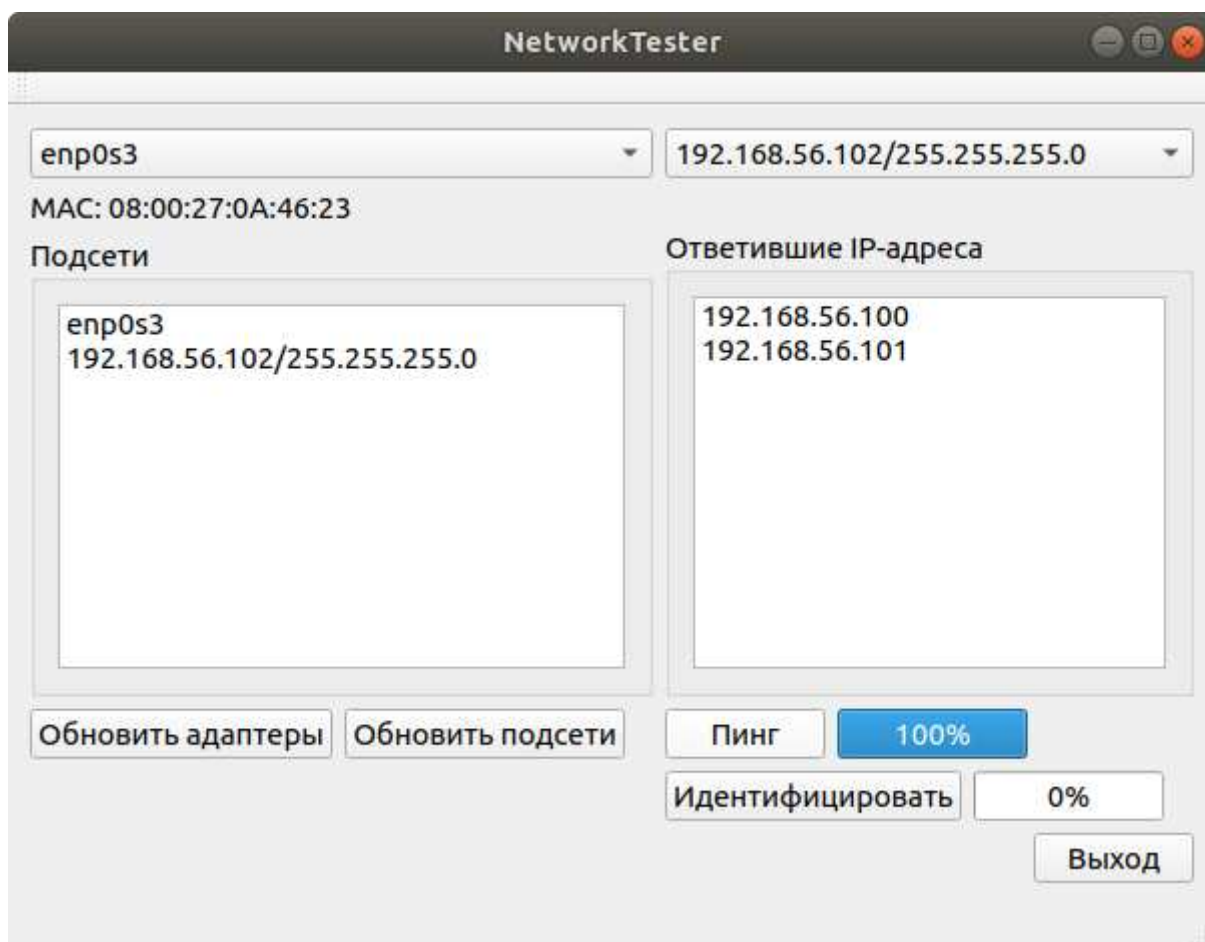 NetworkTester
enp0s3
192.168.56.102/255.255.255.0
MAC: 08:00:27:0A:46:23
Подсети
enp0s3
192.168.56.102/255.255.255.0
Ответившие IP-адреса
192.168.56.100
192.168.56.101
Обновить адаптеры
Обновить подсети
Пинг
100%
Идентифицировать
0%
Выход